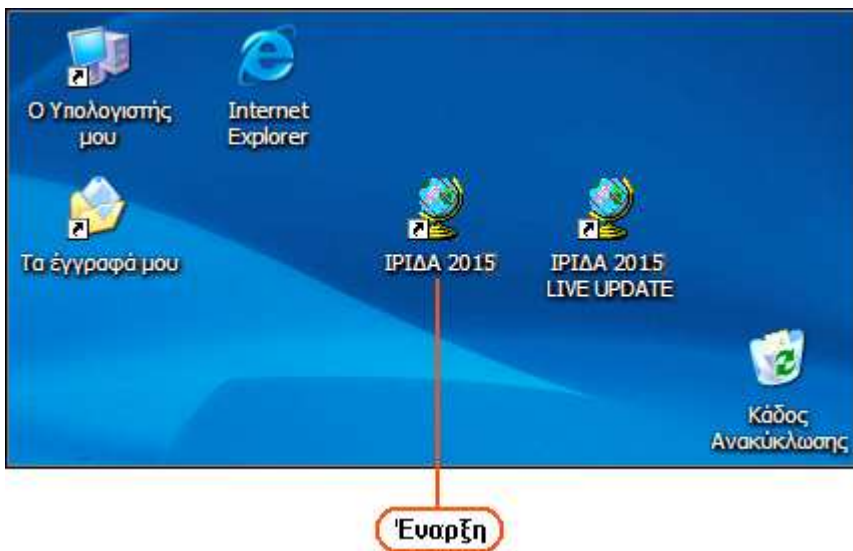 Ο Υπολογιστής
μου
Internet
Explorer
Τα έγγραφά μου
ΙΡΙΔΑ 2015
ΙΡΙΔΑ 2015
LIVE UPDATE
Κάδος
Ανακύκλωσης
Έναρξη